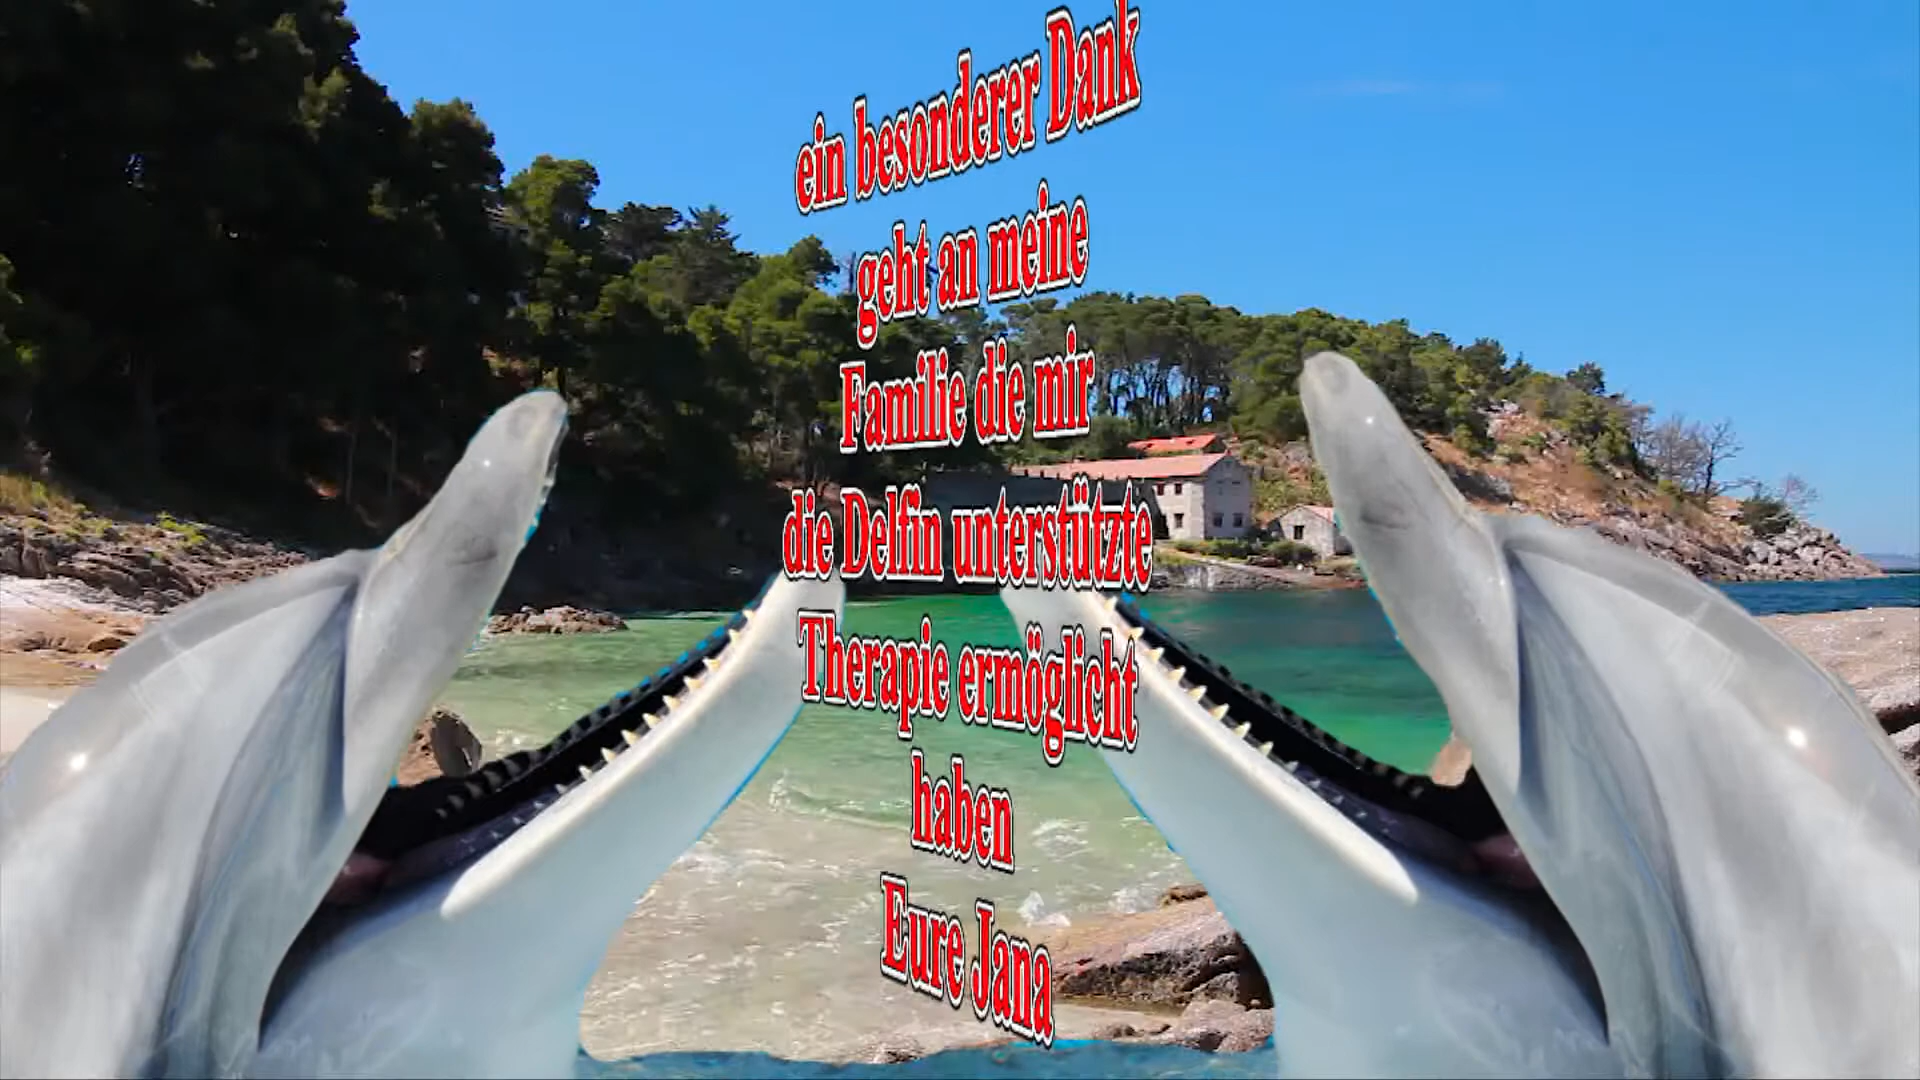 ein besonderer Dank
geht an meine
Familie die mir
die Delfin unterstützte
Therapie ermöglicht
haben
Eure Jana